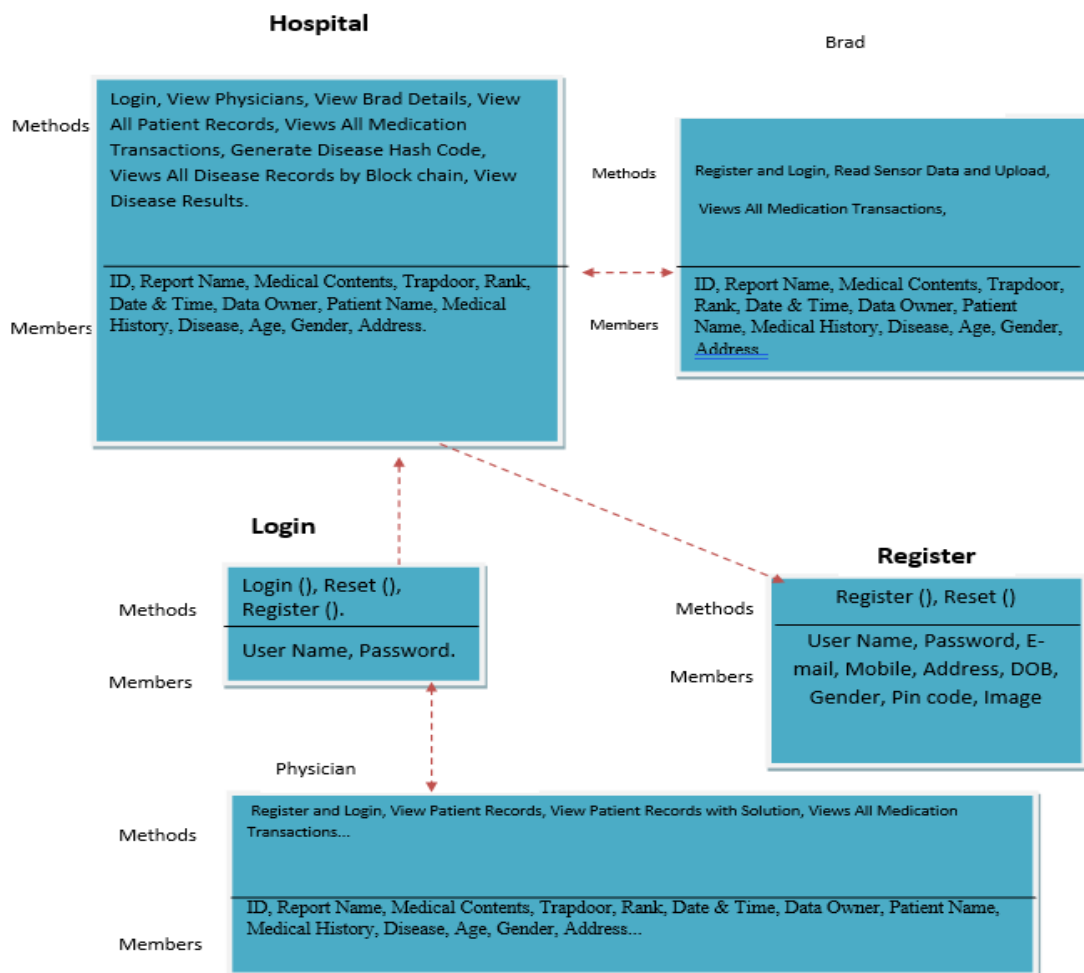 Hospital
Brad
Methods
Login, View Physicians, View Brad Details, View
All Patient Records, Views All Medication
Transactions, Generate Disease Hash Code,
Views All Disease Records by Block chain, View
Disease Results.
Members
ID, Report Name, Medical Contents, Trapdoor, Rank,
Date & Time, Data Owner, Patient Name, Medical
History, Disease, Age, Gender, Address.
Methods
Register and Login, Read Sensor Data and Upload,
Views All Medication Transactions,
Members
ID, Report Name, Medical Contents, Trapdoor,
Rank, Date & Time, Data Owner, Patient
Name, Medical History, Disease, Age, Gender,
Address
Login
Methods
Login (), Reset (),
Register ().
Members
User Name, Password.
Register
Methods
Register (), Reset ()
Members
User Name, Password, E-
mail, Mobile, Address, DOB,
Gender, Pin code, Image
Physician
Methods
Register and Login, View Patient Records, View Patient Records with Solution, Views All Medication
Transactions...
Members
ID, Report Name, Medical Contents, Trapdoor, Rank, Date & Time, Data Owner, Patient Name,
Medical History, Disease, Age, Gender, Address...